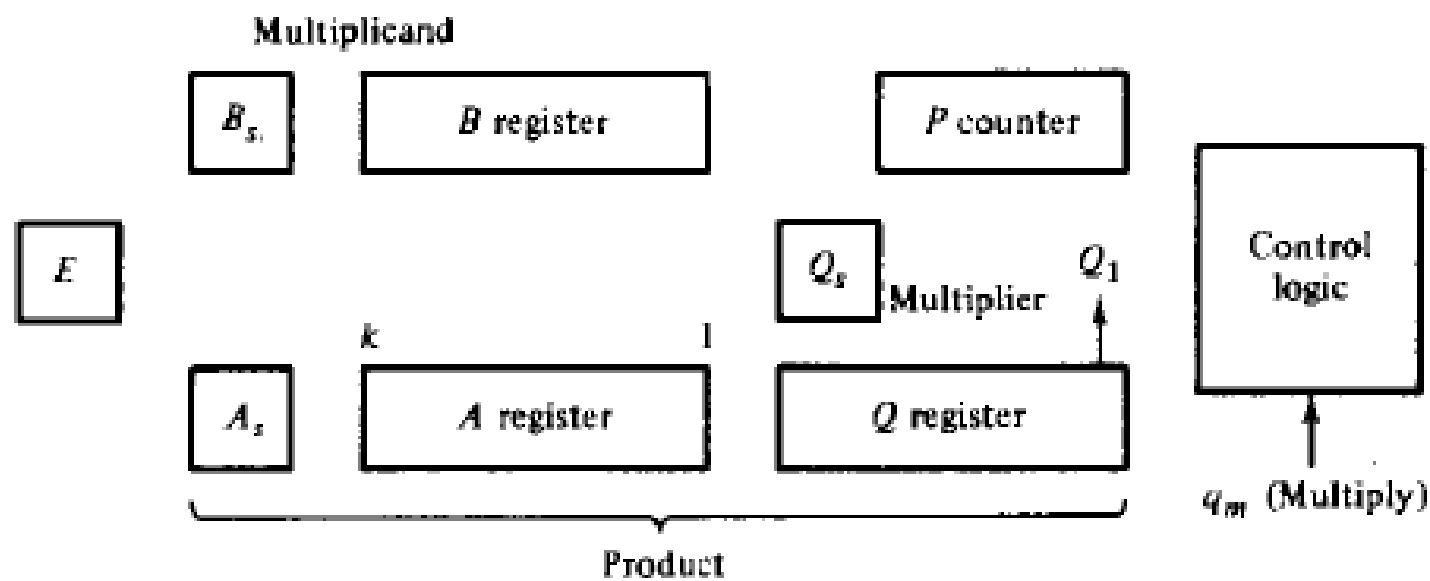 Multiplicand
Bs
B register
P counter
E
Qs
Multiplier
Q1
Control
logic
k
1
As
A register
Q register
qm (Multiply)
Product